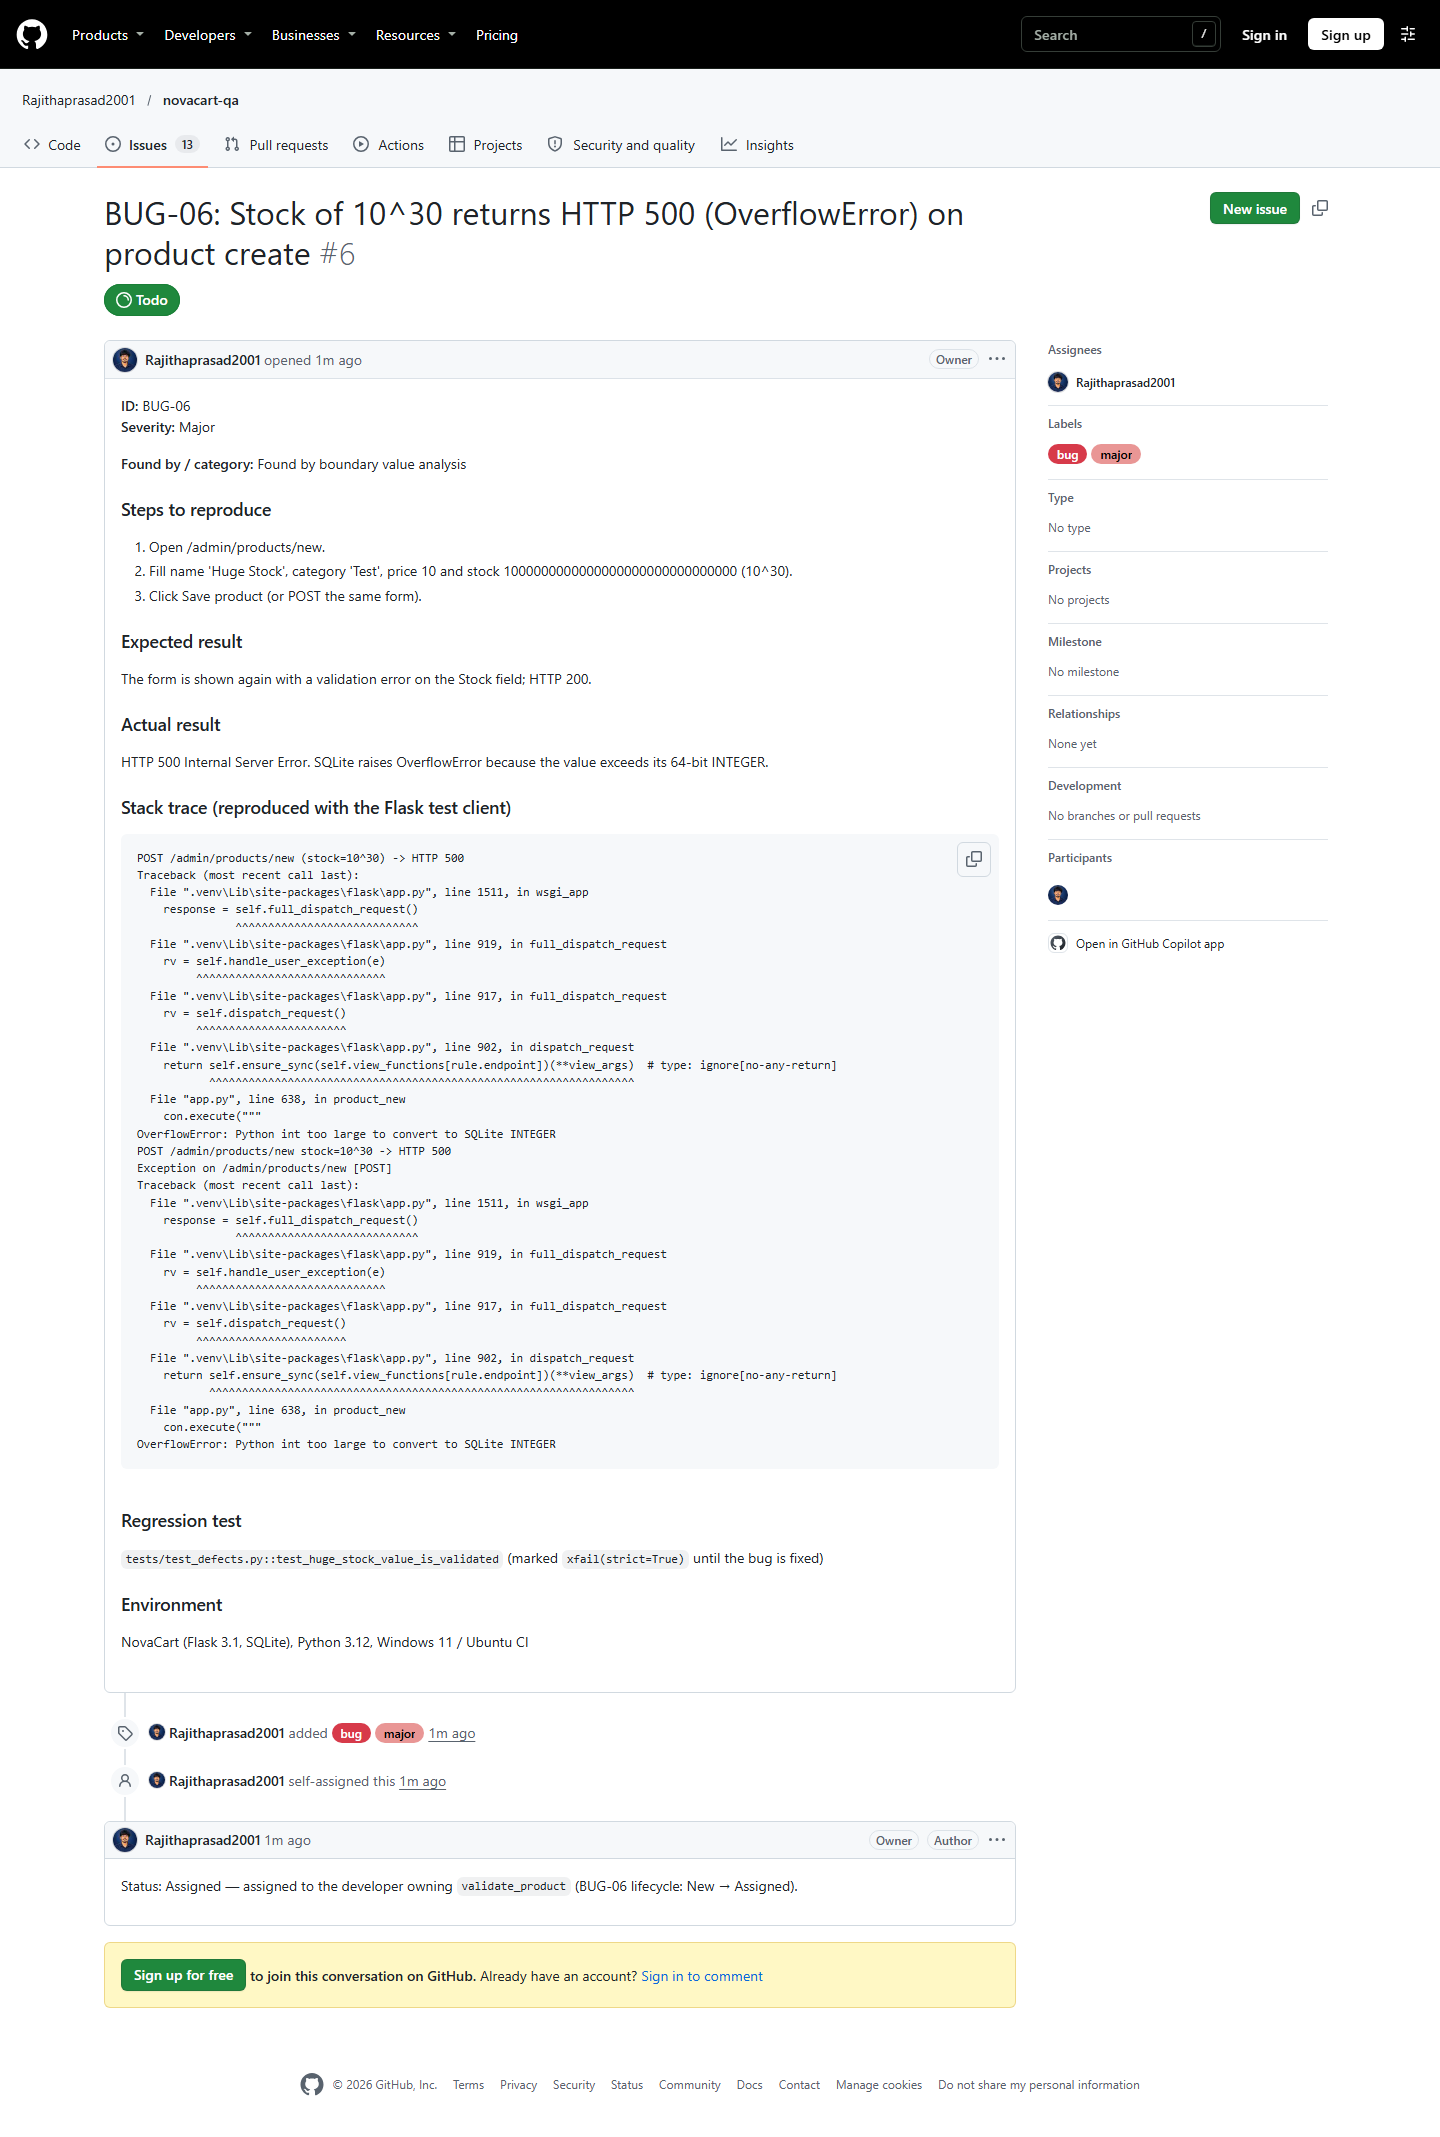 Products Developers Businesses Resources Pricing Search / Sign in Sign up
Rajithaprasad2001 / novacart-qa
Code Issues 13 Pull requests Actions Projects Security and quality Insights
BUG-06: Stock of 10^30 returns HTTP 500 (OverflowError) on
product create #6
New issue
Todo
Rajithaprasad2001 opened 1m ago Owner
ID: BUG-06
Severity: Major
Found by / category: Found by boundary value analysis
Steps to reproduce
1. Open /admin/products/new.
2. Fill name 'Huge Stock', category 'Test', price 10 and stock 1000000000000000000000000000000 (10^30).
3. Click Save product (or POST the same form).
Expected result
The form is shown again with a validation error on the Stock field; HTTP 200.
Actual result
HTTP 500 Internal Server Error. SQLite raises OverflowError because the value exceeds its 64-bit INTEGER.
Stack trace (reproduced with the Flask test client)
POST /admin/products/new (stock=10^30) -> HTTP 500
Traceback (most recent call last):
  File ".venv\Lib\site-packages\flask\app.py", line 1511, in wsgi_app
    response = self.full_dispatch_request()
               ^^^^^^^^^^^^^^^^^^^^^^^^^^^^
  File ".venv\Lib\site-packages\flask\app.py", line 919, in full_dispatch_request
    rv = self.handle_user_exception(e)
         ^^^^^^^^^^^^^^^^^^^^^^^^^^^^^
  File ".venv\Lib\site-packages\flask\app.py", line 917, in full_dispatch_request
    rv = self.dispatch_request()
         ^^^^^^^^^^^^^^^^^^^^^^^
  File ".venv\Lib\site-packages\flask\app.py", line 902, in dispatch_request
    return self.ensure_sync(self.view_functions[rule.endpoint])(**view_args)  # type: ignore[no-any-return]
           ^^^^^^^^^^^^^^^^^^^^^^^^^^^^^^^^^^^^^^^^^^^^^^^^^^^^^^^^^^^^^^^^^
  File "app.py", line 638, in product_new
    con.execute("""
OverflowError: Python int too large to convert to SQLite INTEGER
POST /admin/products/new stock=10^30 -> HTTP 500
Exception on /admin/products/new [POST]
Traceback (most recent call last):
  File ".venv\Lib\site-packages\flask\app.py", line 1511, in wsgi_app
    response = self.full_dispatch_request()
               ^^^^^^^^^^^^^^^^^^^^^^^^^^^^
  File ".venv\Lib\site-packages\flask\app.py", line 919, in full_dispatch_request
    rv = self.handle_user_exception(e)
         ^^^^^^^^^^^^^^^^^^^^^^^^^^^^^
  File ".venv\Lib\site-packages\flask\app.py", line 917, in full_dispatch_request
    rv = self.dispatch_request()
         ^^^^^^^^^^^^^^^^^^^^^^^
  File ".venv\Lib\site-packages\flask\app.py", line 902, in dispatch_request
    return self.ensure_sync(self.view_functions[rule.endpoint])(**view_args)  # type: ignore[no-any-return]
           ^^^^^^^^^^^^^^^^^^^^^^^^^^^^^^^^^^^^^^^^^^^^^^^^^^^^^^^^^^^^^^^^^
  File "app.py", line 638, in product_new
    con.execute("""
OverflowError: Python int too large to convert to SQLite INTEGER
Regression test
tests/test_defects.py::test_huge_stock_value_is_validated (marked xfail(strict=True) until the bug is fixed)
Environment
NovaCart (Flask 3.1, SQLite), Python 3.12, Windows 11 / Ubuntu CI
Rajithaprasad2001 added bug major 1m ago
Rajithaprasad2001 self-assigned this 1m ago
Rajithaprasad2001 1m ago Owner Author
Status: Assigned — assigned to the developer owning validate_product (BUG-06 lifecycle: New → Assigned).
Sign up for free to join this conversation on GitHub. Already have an account? Sign in to comment
Assignees
Rajithaprasad2001
Labels
bug major
Type
No type
Projects
No projects
Milestone
No milestone
Relationships
None yet
Development
No branches or pull requests
Participants
Open in GitHub Copilot app
© 2026 GitHub, Inc. Terms Privacy Security Status Community Docs Contact Manage cookies Do not share my personal information